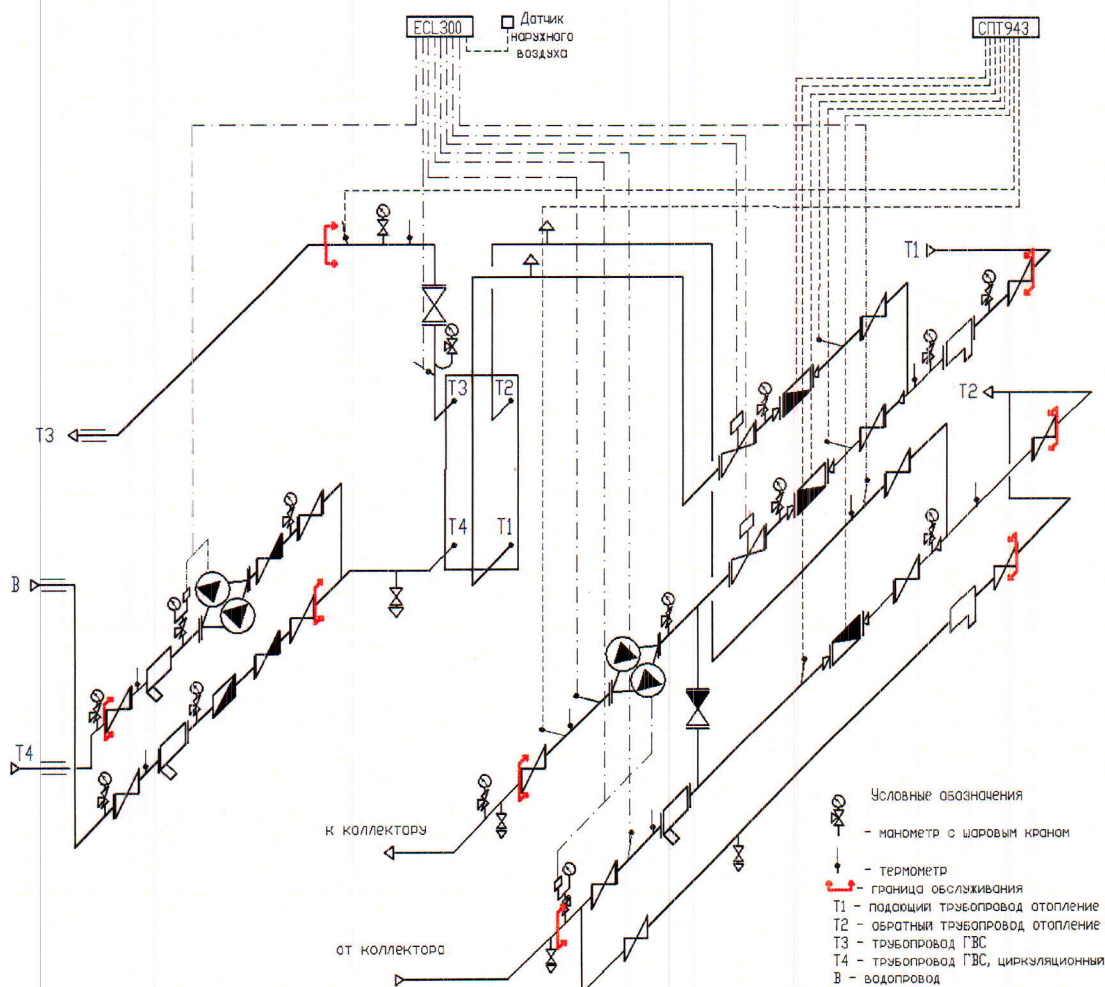 ECL300
Датчик
наружного
воздуха
СПТ943
Т1
Т2
Т3
Т2
Т3
Т4
Т1
В
Т4
к коллектору
от коллектора
Условные обозначения
- манометр с шаровым краном
- термометр
- граница обслуживания
Т1 - подающий трубопровод отопление
Т2 - обратный трубопровод отопление
Т3 - трубопровод ГВС
Т4 - трубопровод ГВС, циркуляционный
В - водопровод